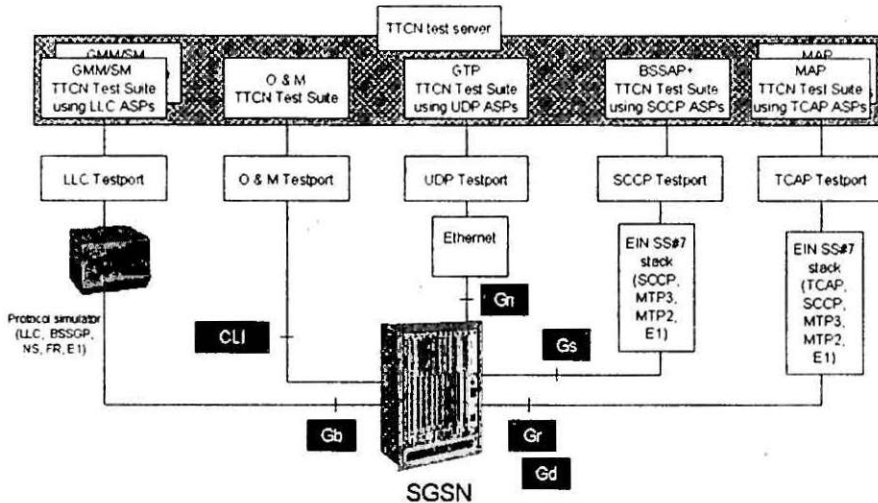 TTCN test server
GMM/SM
MAP
GMM/SM
TTCN Test Suite
using LLC ASPs
O & M
TTCN Test Suite
GTP
TTCN Test Suite
using UDP ASPs
BSSAP+
TTCN Test Suite
using SCCP ASPs
MAP
TTCN Test Suite
using TCAP ASPs
LLC Testport
O & M Testport
UDP Testport
SCCP Testport
TCAP Testport
Ethernet
EIN SS#7
stack
(SCCP,
MTP3,
MTP2,
E1)
EIN SS#7
stack
(TCAP,
SCCP,
MTP3,
MTP2,
E1)
Protocol simulator
(LLC, BSSGP,
NS, FR, E1)
Gn
CLI
Gs
Gb
Gr
Gd
SGSN